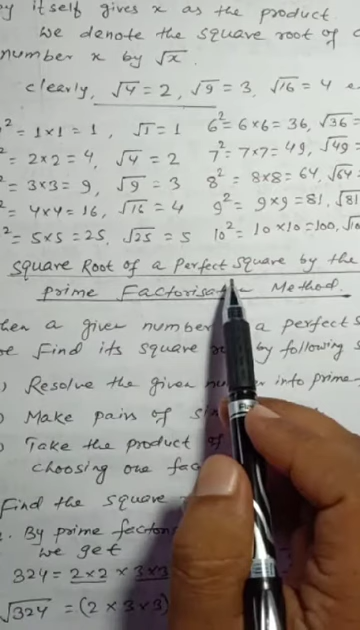 by itself gives x as the product.
We denote the square root of a
number x by √x.
clearly, √4 = 2, √9 = 3, √16 = 4
² = 1×1 = 1, √1 = 1 6² = 6×6 = 36, √36 =
² = 2×2 = 4, √4 = 2 7² = 7×7 = 49, √49 =
² = 3×3 = 9, √9 = 3 8² = 8×8 = 64, √64
² = 4×4 = 16, √16 = 4 9² = 9×9 = 81, √81
² = 5×5 = 25, √25 = 5 10² = 10×10 = 100, √10
Square Root of a Perfect Square by the
Prime Factorisati Method.
hen a given number a perfect s
Find its square by following s
) Resolve the given into prime
) Make pairs of
) Take the product of
choosing one fac
Find the square
. By prime factor
we get
324 = 2×2 × 3×3
√324 = (2 × 3 × 3)